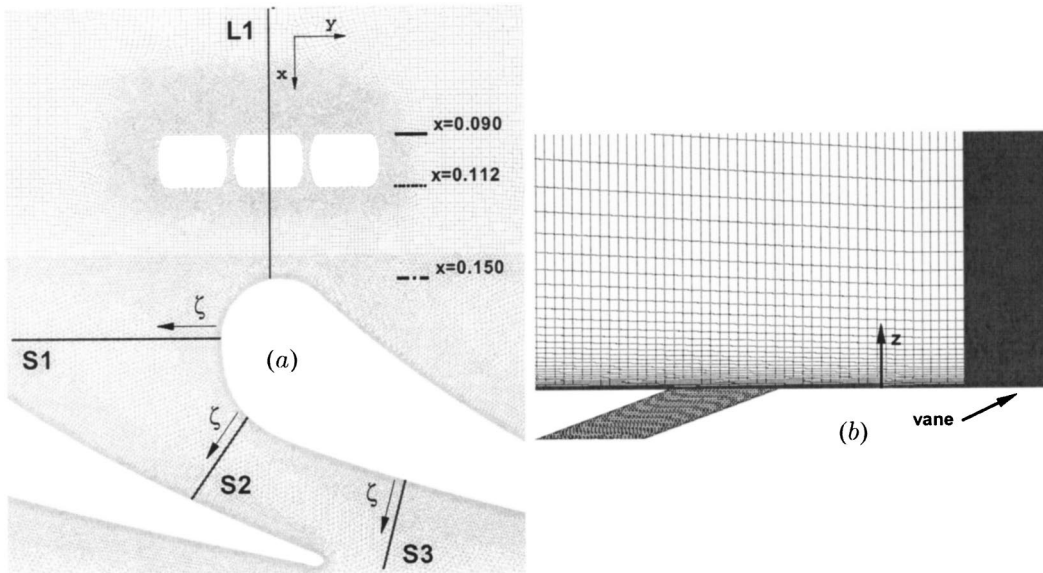 L1
y
x
x=0.090
x=0.112
x=0.150
ζ
S1
(a)
ζ
S2
ζ
S3
z
vane
(b)